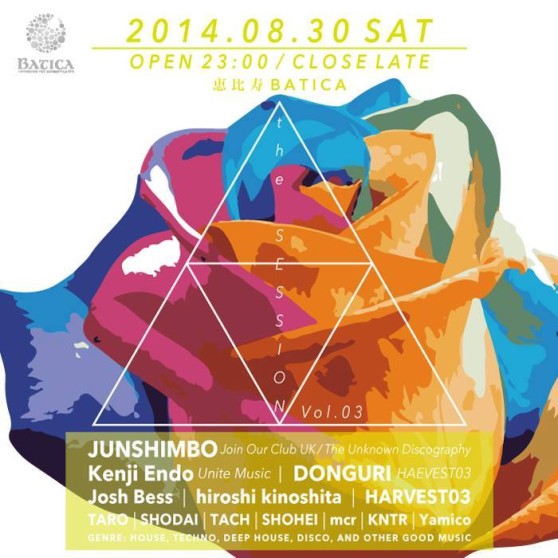 2014.08.30 SAT
OPEN 23:00 / CLOSE LATE
恵比寿 BATICA
BATICA
the SESSION
Vol.03
JUNSHIMBO Join Our Club UK / The Unknown Discography
Kenji Endo Unite Music | DONGURI HAEVEST03
Josh Bess | hiroshi kinoshita | HARVEST03
TARO | SHODAI | TACH | SHOHEI | mcr | KNTR | Yamico
GENRE: HOUSE, TECHNO, DEEP HOUSE, DISCO, AND OTHER GOOD MUSIC